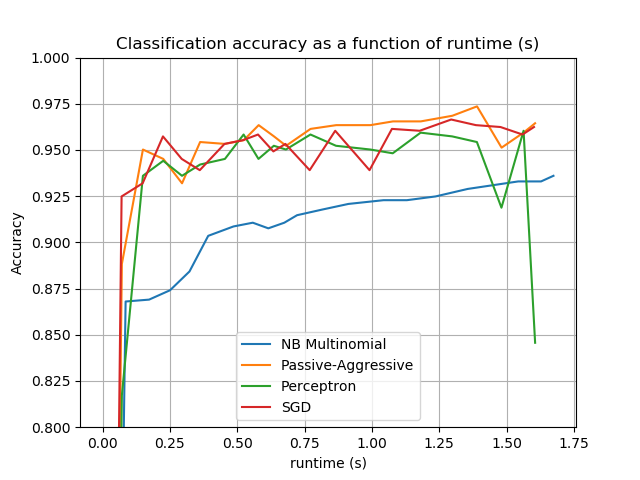 Classification accuracy as a function of runtime (s)
1.000
0.975
0.950
0.925
0.900
0.875
0.850
0.825
0.800
Accuracy
NB Multinomial
Passive-Aggressive
Perceptron
SGD
0.00 0.25 0.50 0.75 1.00 1.25 1.50 1.75
runtime (s)